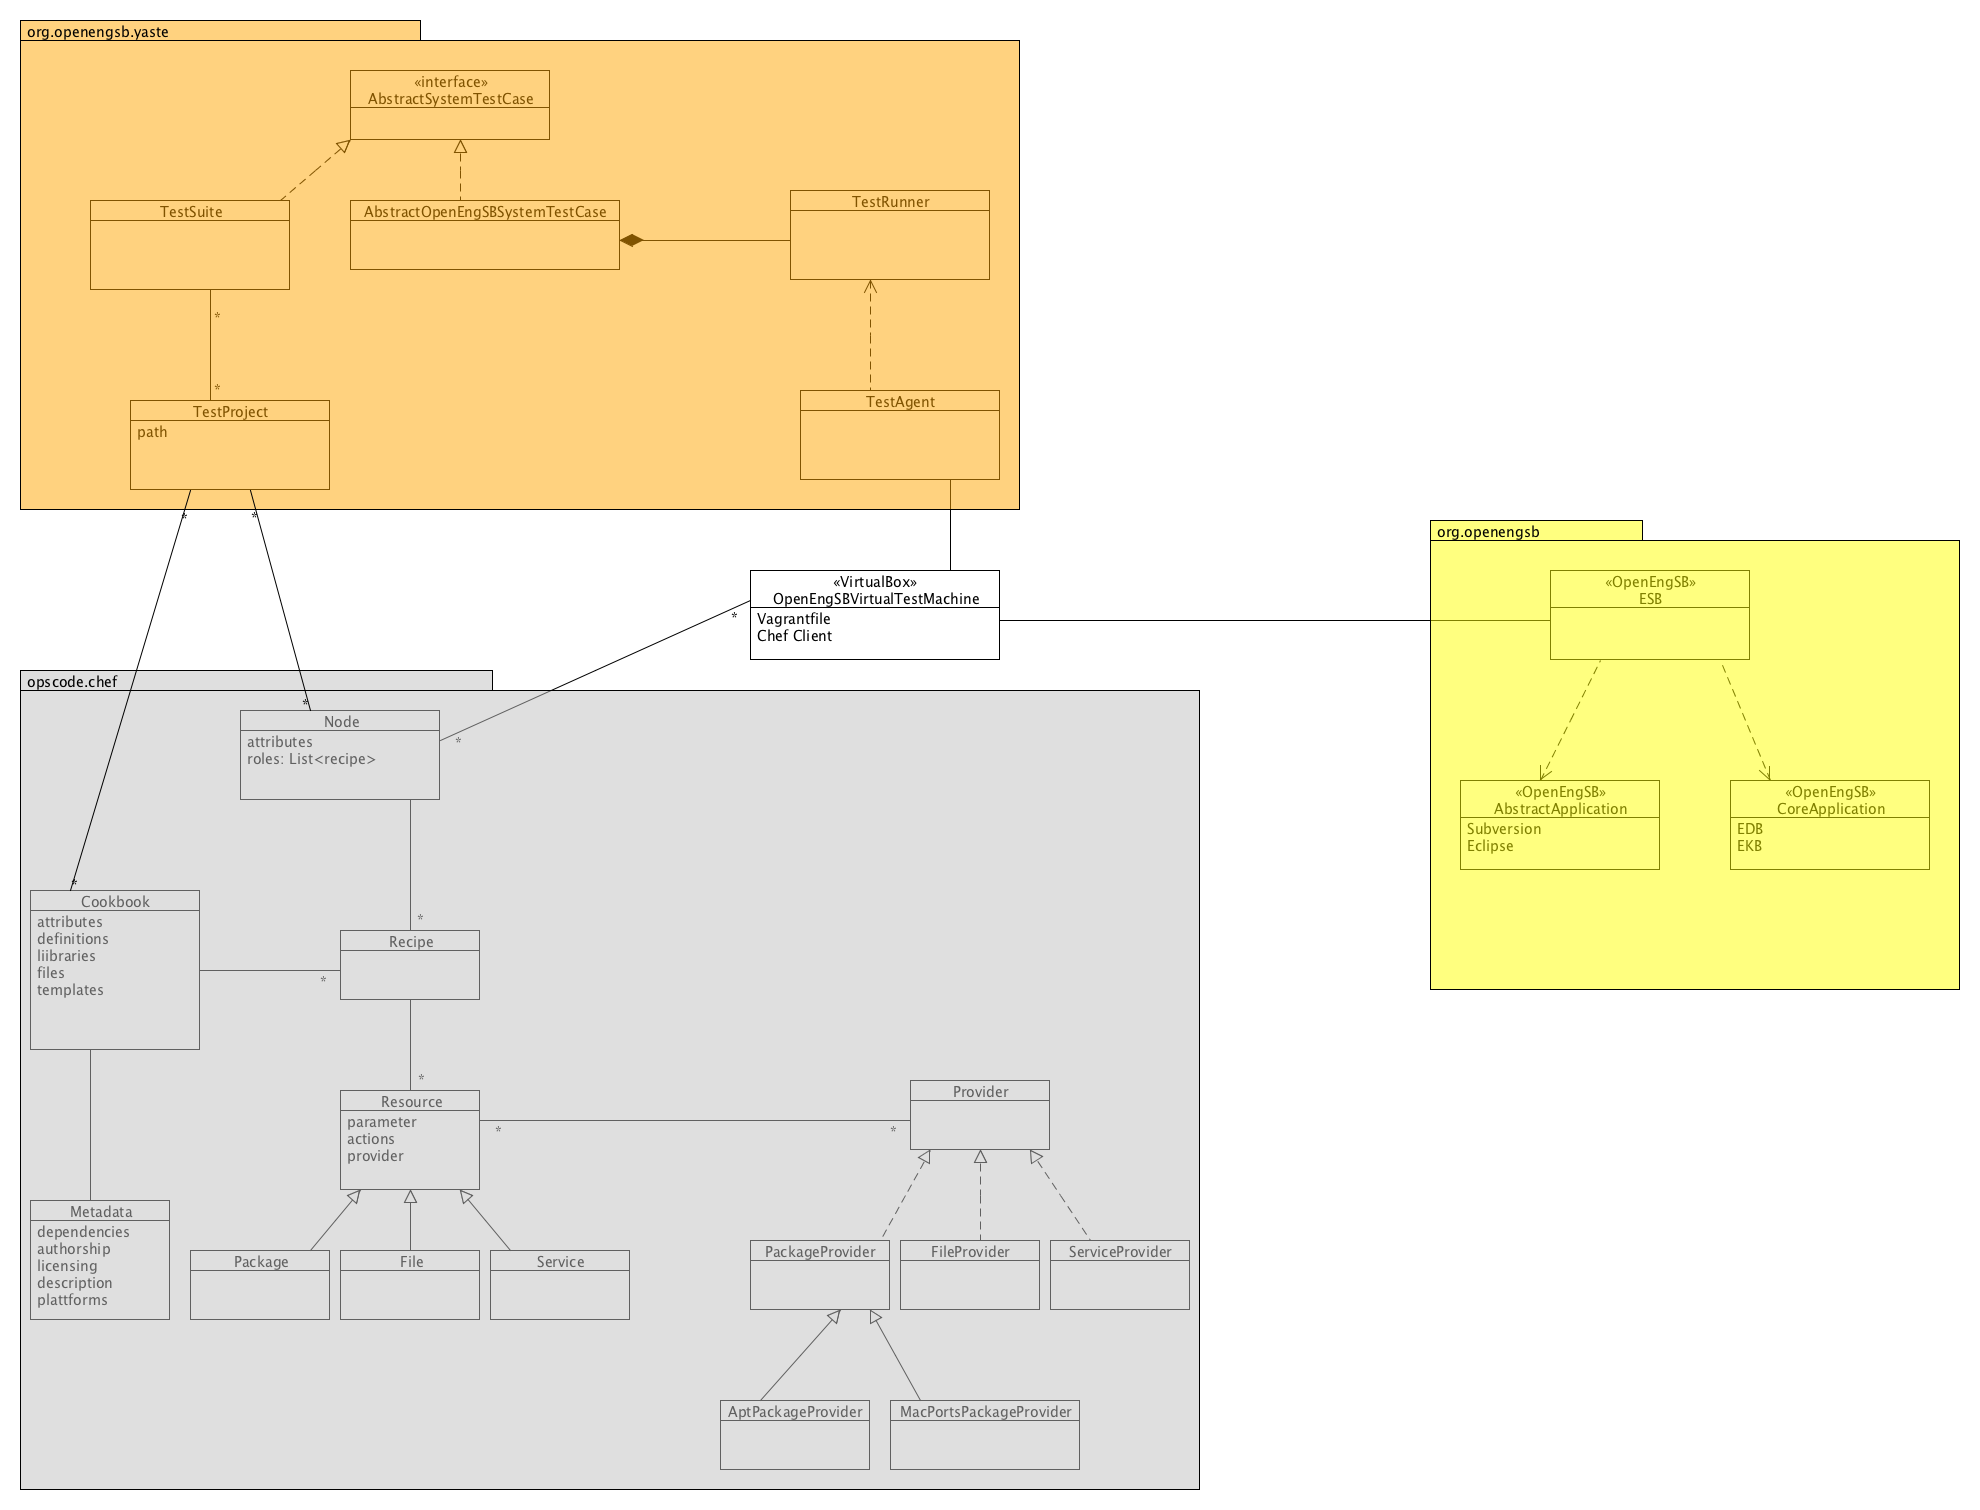 org.openengsb.yaste
«interface»
AbstractSystemTestCase
TestSuite
AbstractOpenEngSBSystemTestCase
TestRunner
*
*
TestProject
path
TestAgent
*
*
org.openengsb
«OpenEngSB»
ESB
«VirtualBox»
OpenEngSBVirtualTestMachine
Vagrantfile
Chef Client
*
opscode.chef
*
Node
attributes
roles: List<recipe>
*
«OpenEngSB»
AbstractApplication
Subversion
Eclipse
«OpenEngSB»
CoreApplication
EDB
EKB
*
Cookbook
attributes
definitions
liibraries
files
templates
*
Recipe
*
*
Resource
parameter
actions
provider
*
*
Provider
Metadata
dependencies
authorship
licensing
description
plattforms
Package
File
Service
PackageProvider
FileProvider
ServiceProvider
AptPackageProvider
MacPortsPackageProvider